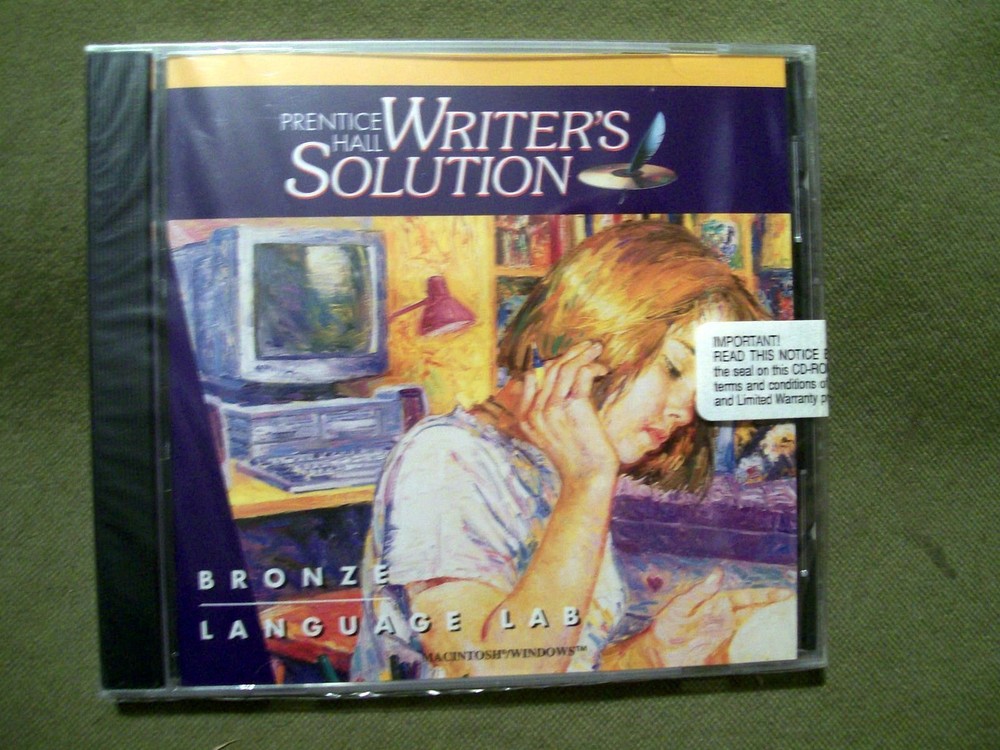 PRENTICE WRITER'S
HALL
SOLUTION
IMPORTANT!
READ THIS NOTICE
the seal on this CD-RO
terms and conditions o
and Limited Warranty p
BRONZE
LANGUAGE LAB
MACINTOSH®/WINDOWS™